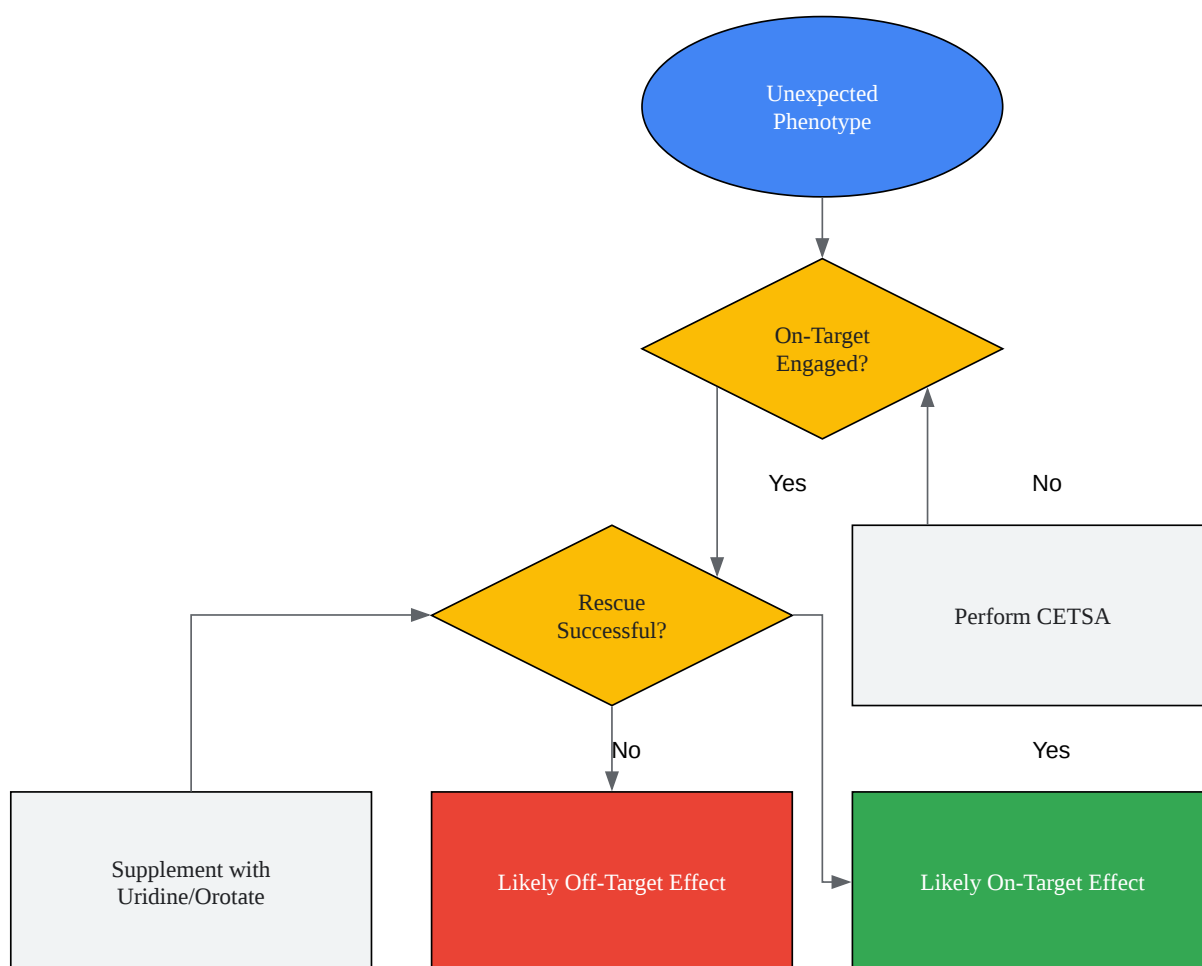 Unexpected
Phenotype
On-Target
Engaged?
Yes
No
Rescue
Successful?
Perform CETSA
No
Yes
Supplement with
Uridine/Orotate
Likely Off-Target Effect
Likely On-Target Effect